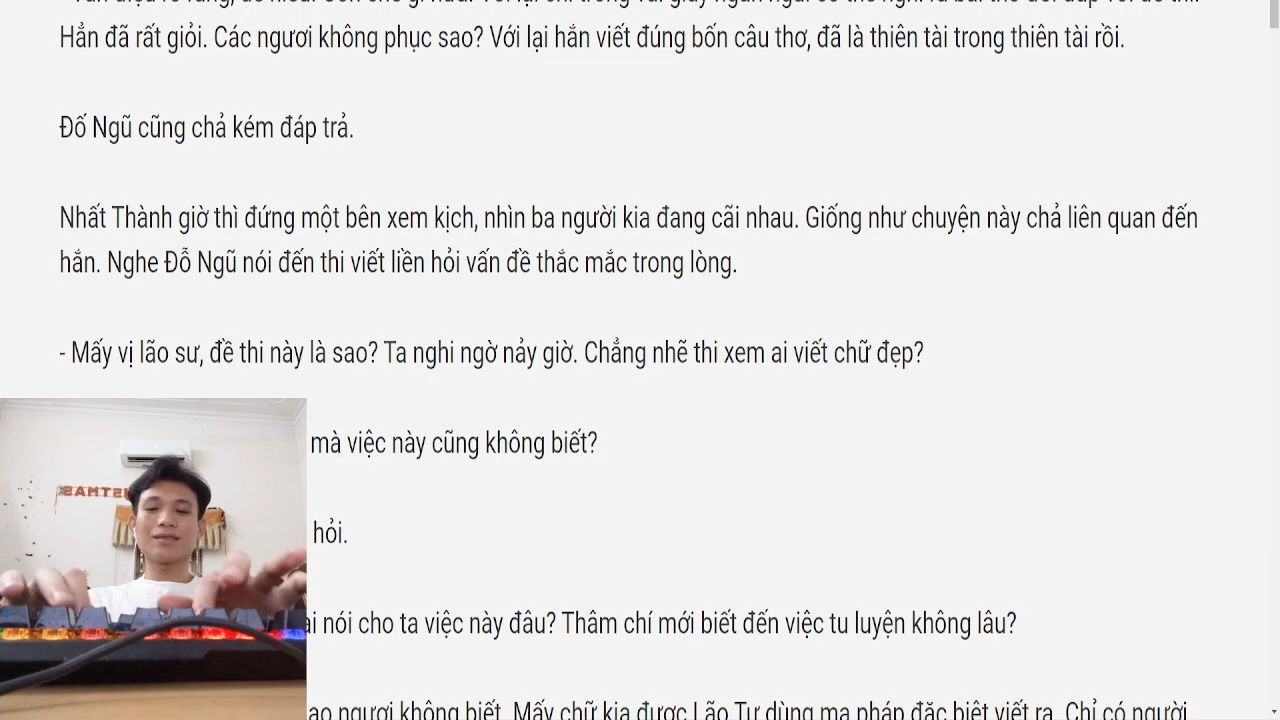 Hắn đã rất giỏi. Các ngươi không phục sao? Với lại hắn viết đúng bốn câu thơ, đã là thiên tài trong thiên tài rồi.
Đố Ngũ cũng chả kém đáp trả.
Nhất Thành giờ thì đứng một bên xem kịch, nhìn ba người kia đang cãi nhau. Giống như chuyện này chả liên quan đến
hắn. Nghe Đỗ Ngũ nói đến thi viết liền hỏi vấn đề thắc mắc trong lòng.
- Mấy vị lão sư, đề thi này là sao? Ta nghi ngờ nảy giờ. Chẳng nhẽ thi xem ai viết chữ đẹp?
mà việc này cũng không biết?
hỏi.
ai nói cho ta việc này đâu? Thâm chí mới biết đến việc tu luyện không lâu?
ao ngươi không biết. Mấy chữ kia được Lão Tư dùng ma pháp đặc biệt viết ra. Chỉ có người